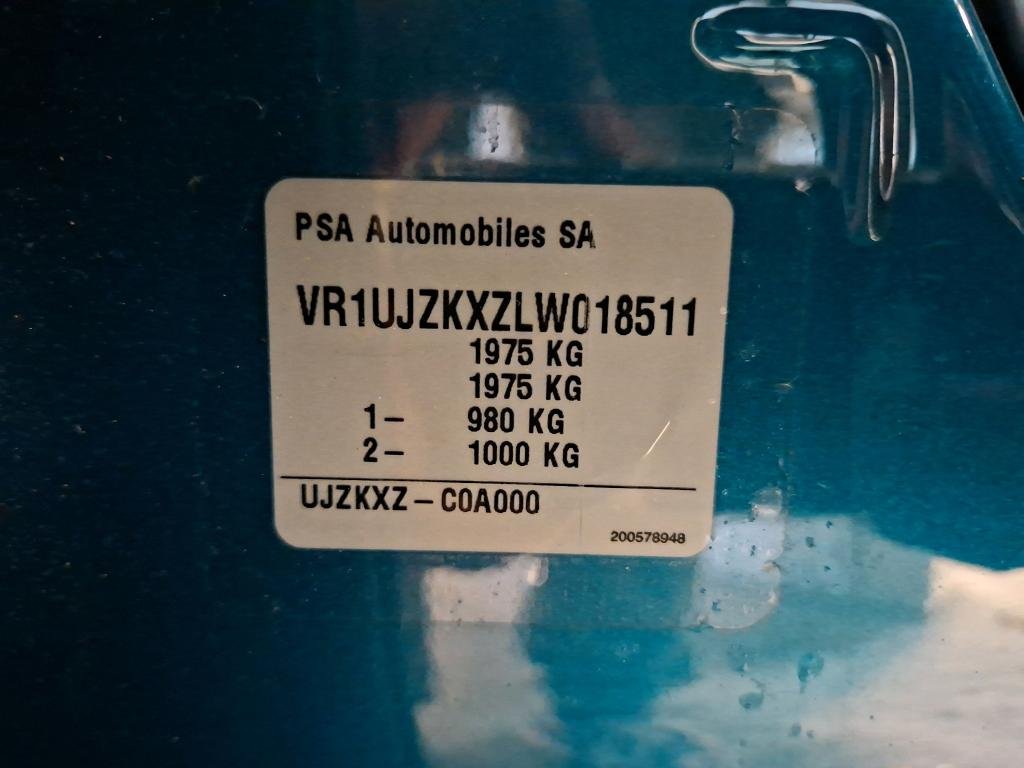 PSA Automobiles SA
VR1UJZKXZLW018511
1975 KG
1975 KG
1- 980 KG
2- 1000 KG
UJZKXZ-C0A000
200578948